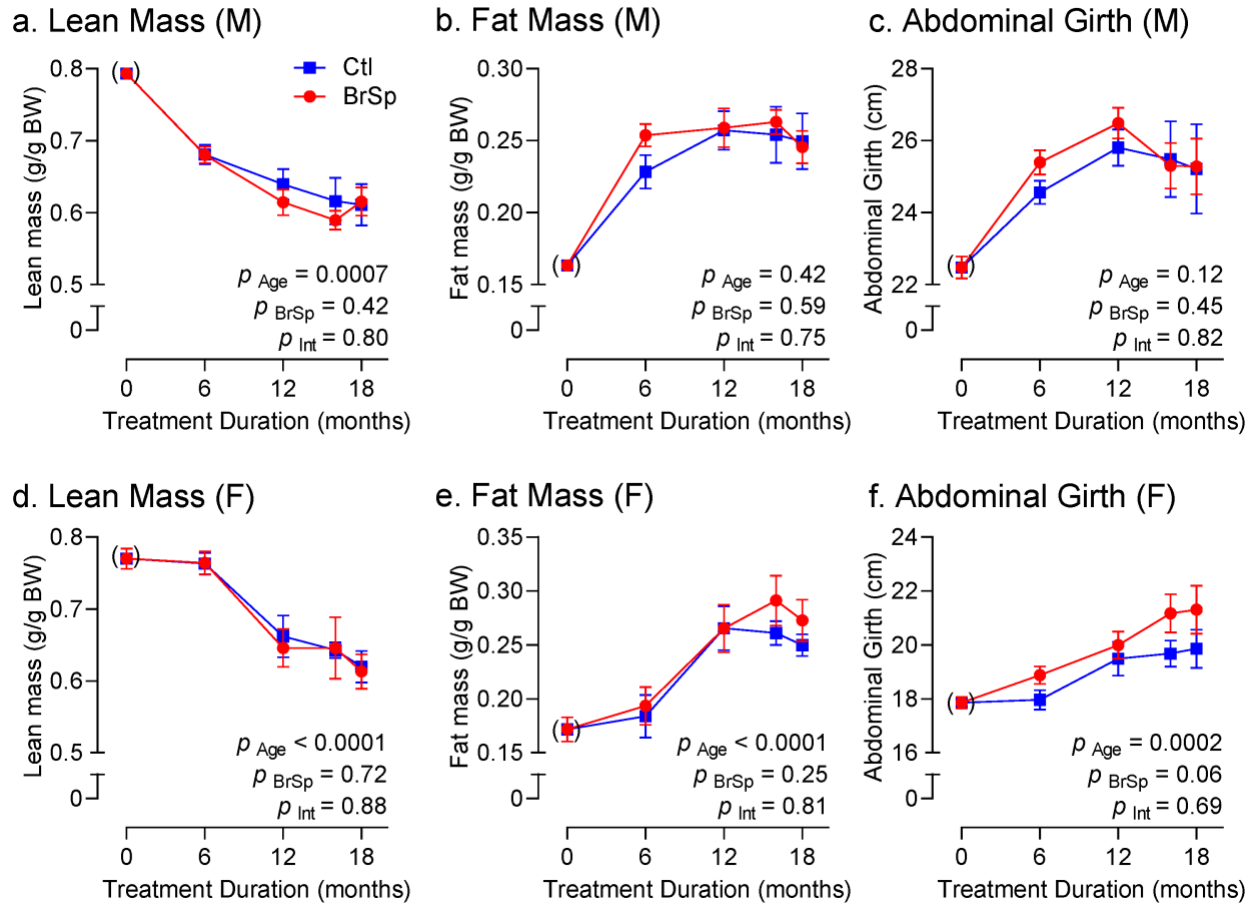 a. Lean Mass (M)
Lean mass (g/g BW)
0.8
0.7
0.6
0.5
0
( )
Ctl
BrSp
p Age = 0.0007
p BrSp = 0.42
p Int = 0.80
0 6 12 18
Treatment Duration (months)
b. Fat Mass (M)
Fat mass (g/g BW)
0.30
0.25
0.20
0.15
0
( )
p Age = 0.42
p BrSp = 0.59
p Int = 0.75
0 6 12 18
Treatment Duration (months)
c. Abdominal Girth (M)
Abdominal Girth (cm)
28
26
24
22
0
( )
p Age = 0.12
p BrSp = 0.45
p Int = 0.82
0 6 12 18
Treatment Duration (months)
d. Lean Mass (F)
Lean mass (g/g BW)
0.8
0.7
0.6
0.5
0
( )
p Age < 0.0001
p BrSp = 0.72
p Int = 0.88
0 6 12 18
Treatment Duration (months)
e. Fat Mass (F)
Fat mass (g/g BW)
0.35
0.30
0.25
0.20
0.15
0
( )
p Age < 0.0001
p BrSp = 0.25
p Int = 0.81
0 6 12 18
Treatment Duration (months)
f. Abdominal Girth (F)
Abdominal Girth (cm)
24
22
20
18
16
0
( )
p Age = 0.0002
p BrSp = 0.06
p Int = 0.69
0 6 12 18
Treatment Duration (months)